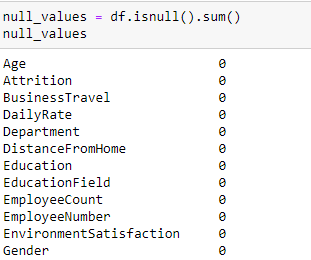 null_values = df.isnull().sum()
null_values
Age 0
Attrition 0
BusinessTravel 0
DailyRate 0
Department 0
DistanceFromHome 0
Education 0
EducationField 0
EmployeeCount 0
EmployeeNumber 0
EnvironmentSatisfaction 0
Gender 0